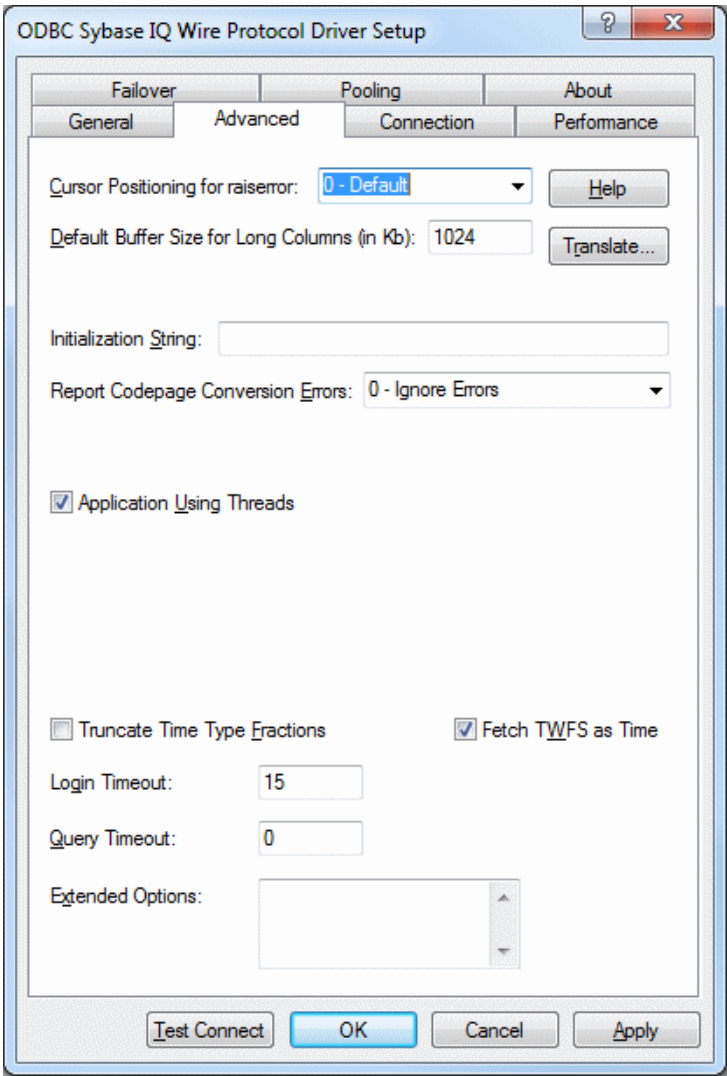 ODBC Sybase IQ Wire Protocol Driver Setup ? X
Failover Pooling About
General Advanced Connection Performance
Cursor Positioning for raiserror: 0 - Default Help
Default Buffer Size for Long Columns (in Kb): 1024 Translate...
Initialization String:
Report Codepage Conversion Errors: 0 - Ignore Errors
Application Using Threads
Truncate Time Type Fractions Fetch TWFS as Time
Login Timeout: 15
Query Timeout: 0
Extended Options:
Test Connect OK Cancel Apply